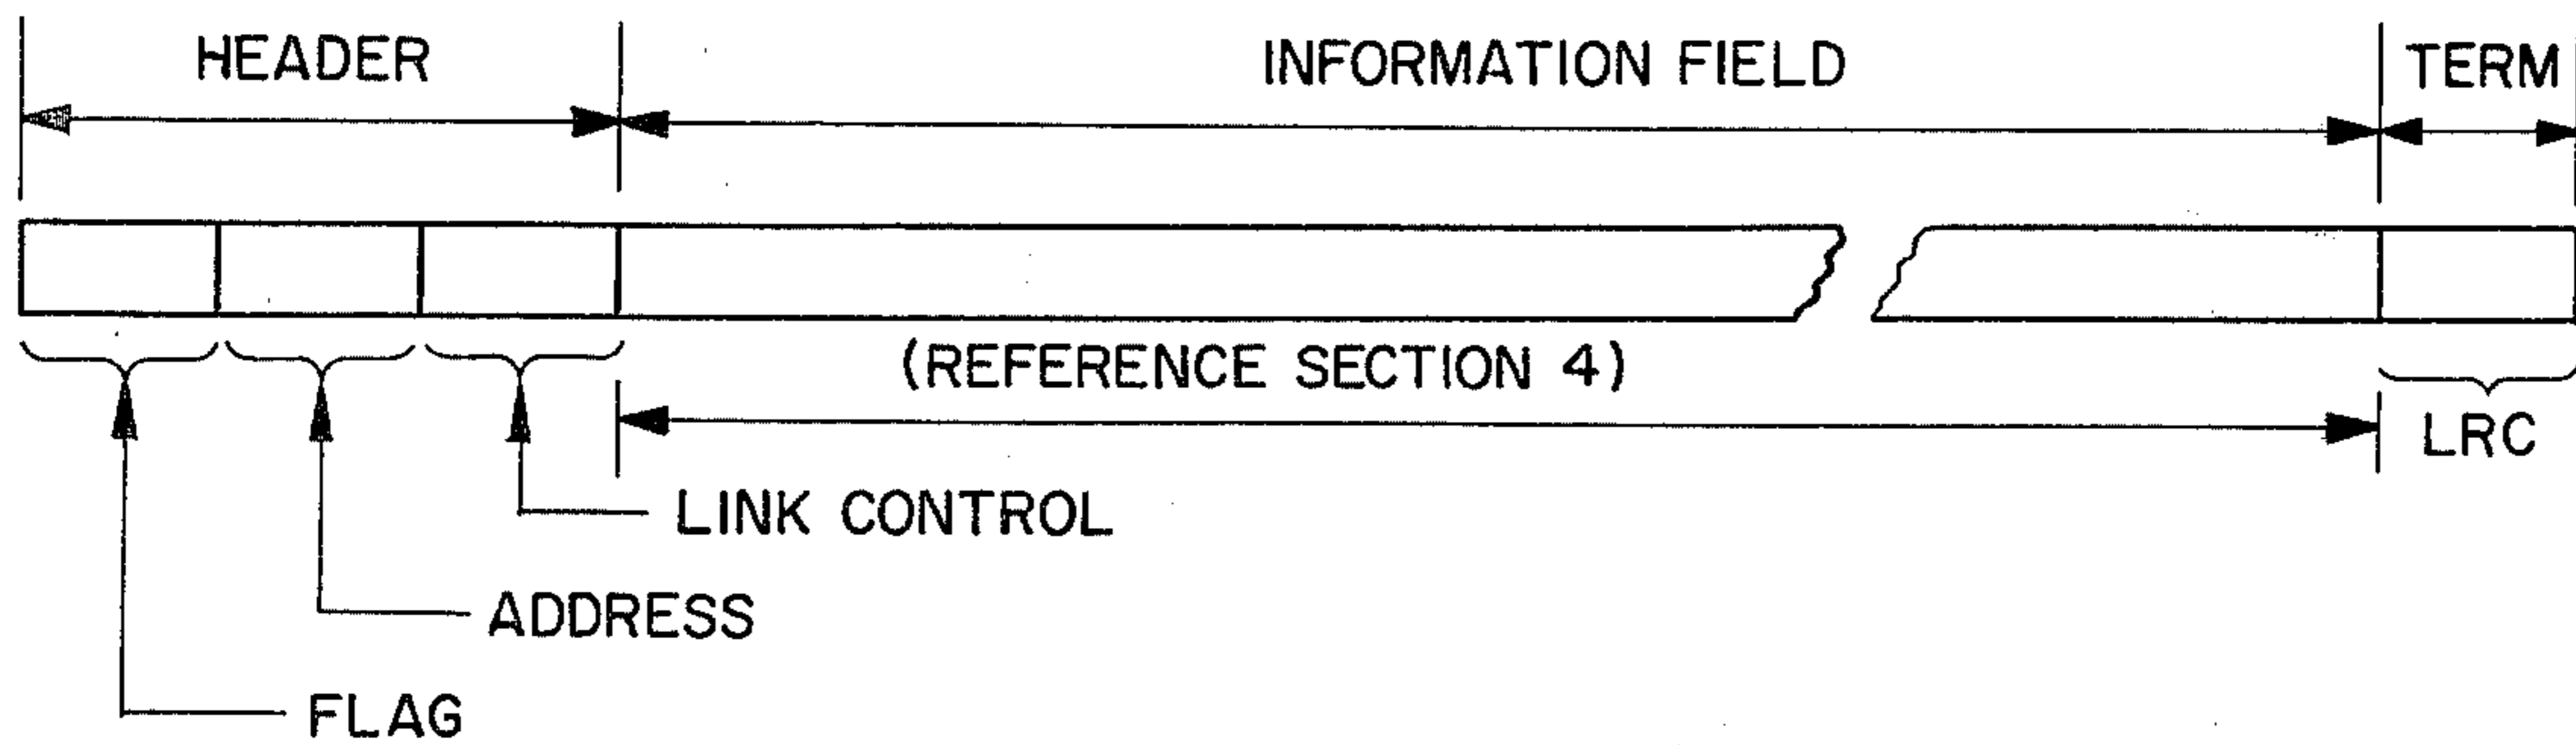 HEADER
INFORMATION FIELD
TERM
(REFERENCE SECTION 4)
LRC
LINK CONTROL
ADDRESS
FLAG